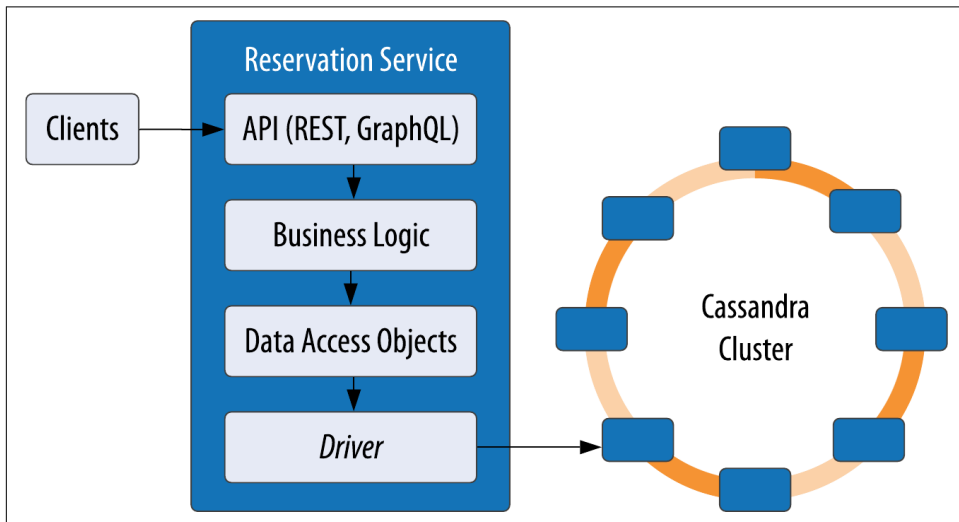 Reservation Service
Clients
API (REST, GraphQL)
Business Logic
Data Access Objects
Driver
Cassandra
Cluster